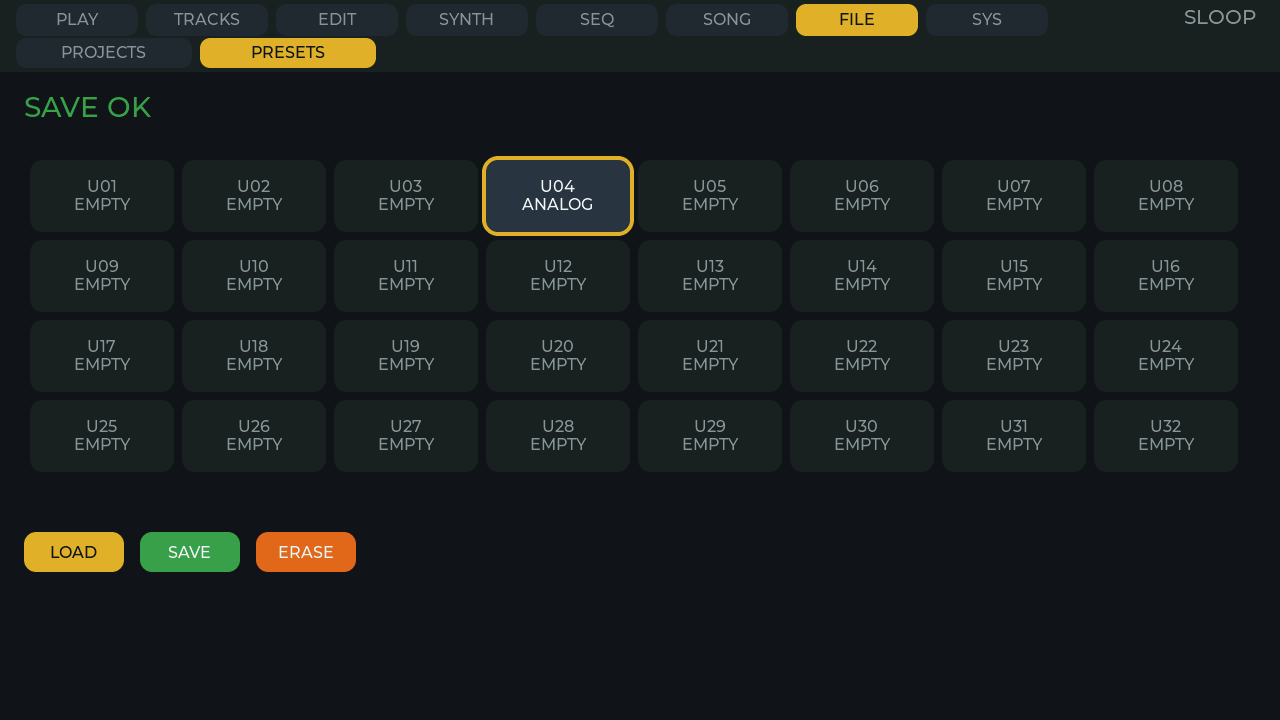 PLAY TRACKS EDIT SYNTH SEQ SONG FILE SYS SLOOP
PROJECTS PRESETS
SAVE OK
U01 U02 U03 U04 U05 U06 U07 U08
EMPTY EMPTY EMPTY ANALOG EMPTY EMPTY EMPTY EMPTY
U09 U10 U11 U12 U13 U14 U15 U16
EMPTY EMPTY EMPTY EMPTY EMPTY EMPTY EMPTY EMPTY
U17 U18 U19 U20 U21 U22 U23 U24
EMPTY EMPTY EMPTY EMPTY EMPTY EMPTY EMPTY EMPTY
U25 U26 U27 U28 U29 U30 U31 U32
EMPTY EMPTY EMPTY EMPTY EMPTY EMPTY EMPTY EMPTY
LOAD SAVE ERASE